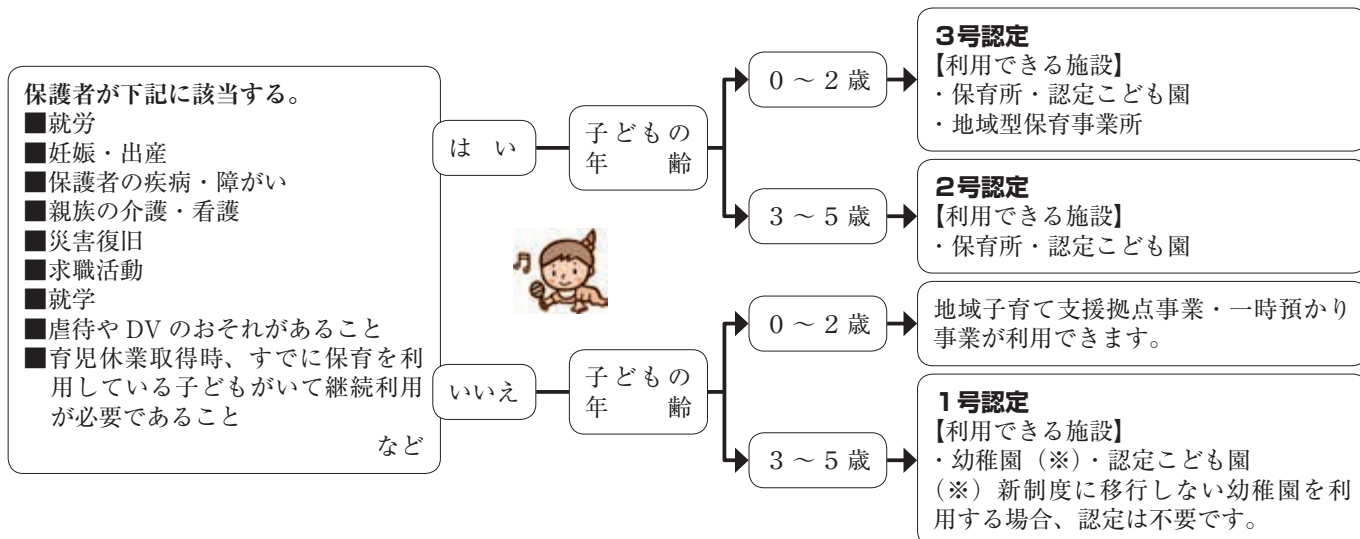 保護者が下記に該当する。
■就労
■妊娠・出産
■保護者の疾病・障がい
■親族の介護・看護
■災害復旧
■求職活動
■就学
■虐待や DV のおそれがあること
■育児休業取得時、すでに保育を利
用している子どもがいて継続利用
が必要であること
など
は い
子どもの
年 齢
0 ~ 2 歳
3号認定
【利用できる施設】
・保育所・認定こども園
・地域型保育事業所
3 ~ 5 歳
2号認定
【利用できる施設】
・保育所・認定こども園
いいえ
子どもの
年 齢
0 ~ 2 歳
地域子育て支援拠点事業・一時預かり
事業が利用できます。
3 ~ 5 歳
1号認定
【利用できる施設】
・幼稚園(※)・認定こども園
(※)新制度に移行しない幼稚園を利
用する場合、認定は不要です。